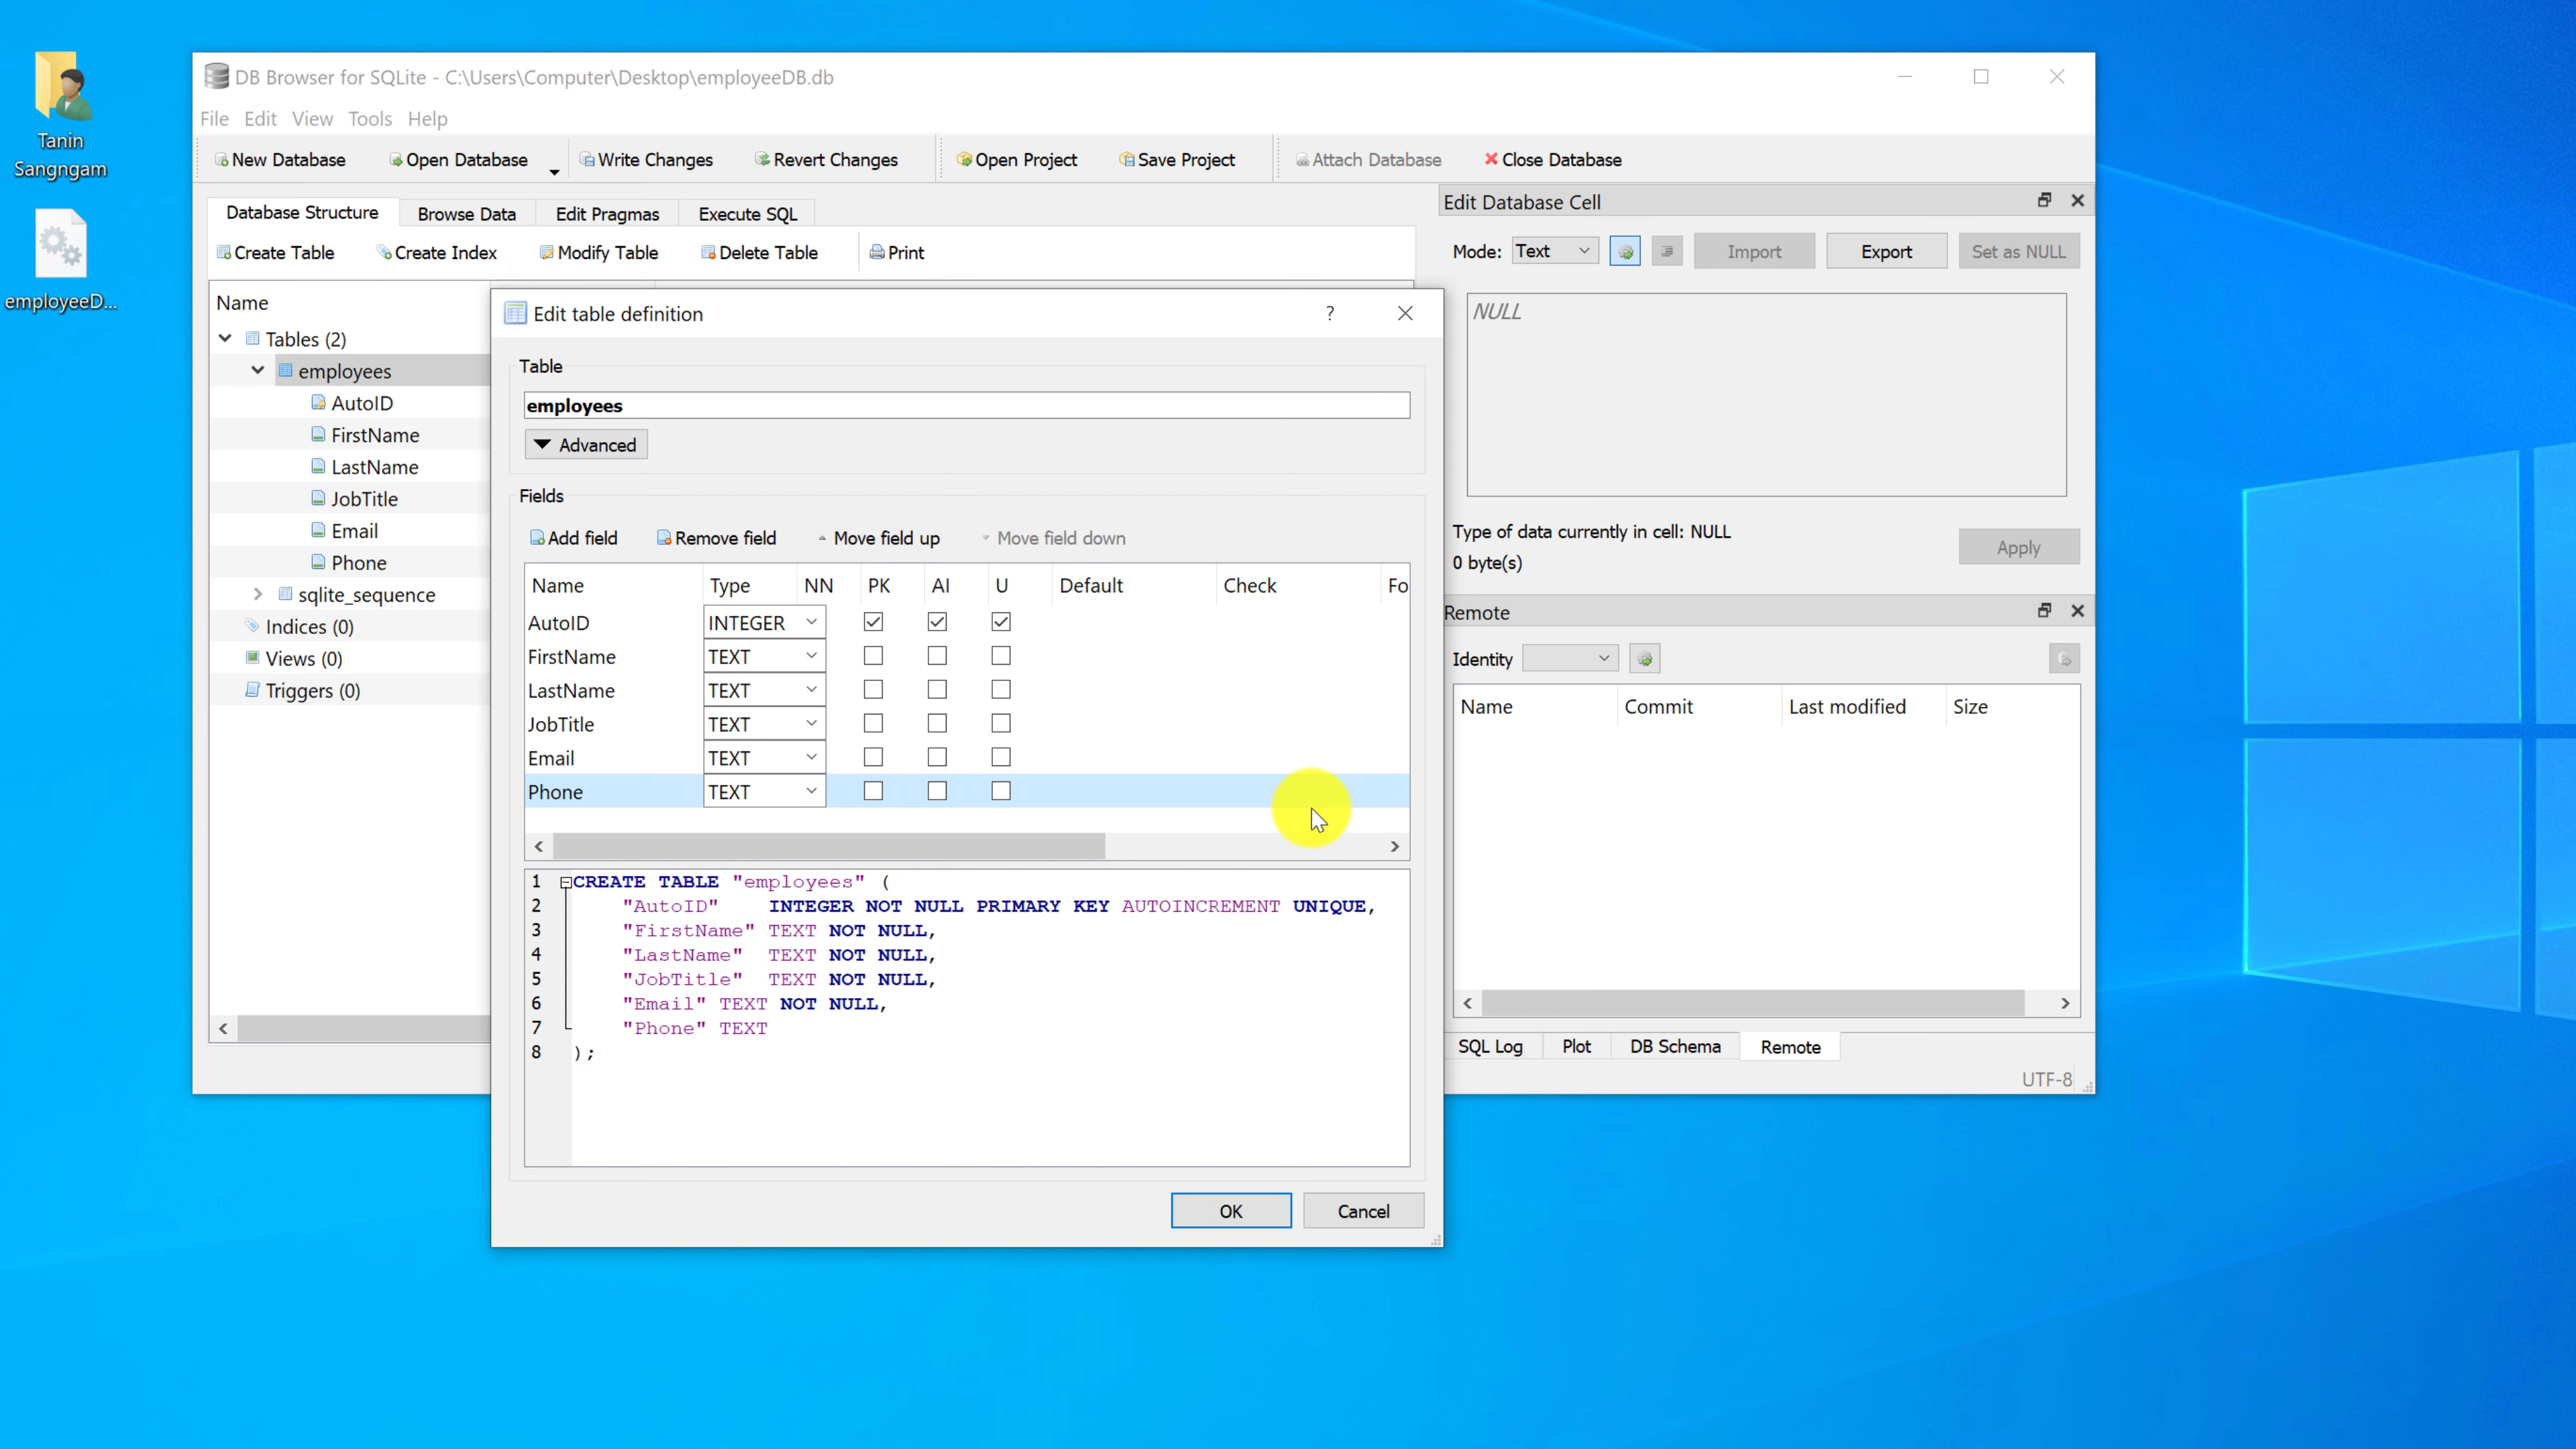 Tanin
Sangngam
employeeD...
DB Browser for SQLite - C:\Users\Computer\Desktop\employeeDB.db
File Edit View Tools Help
New Database Open Database Write Changes Revert Changes Open Project Save Project Attach Database Close Database
Database Structure Browse Data Edit Pragmas Execute SQL
Create Table Create Index Modify Table Delete Table Print
Name
Tables (2)
employees
AutoID
FirstName
LastName
JobTitle
Email
Phone
sqlite_sequence
Indices (0)
Views (0)
Triggers (0)
Edit table definition ?
Table
employees
Advanced
Fields
Add field Remove field Move field up Move field down
Name Type NN PK AI U Default Check Fo
AutoID INTEGER
FirstName TEXT
LastName TEXT
JobTitle TEXT
Email TEXT
Phone TEXT
1 CREATE TABLE "employees" (
2 "AutoID" INTEGER NOT NULL PRIMARY KEY AUTOINCREMENT UNIQUE,
3 "FirstName" TEXT NOT NULL,
4 "LastName" TEXT NOT NULL,
5 "JobTitle" TEXT NOT NULL,
6 "Email" TEXT NOT NULL,
7 "Phone" TEXT
8 );
OK Cancel
Edit Database Cell
Mode: Text Import Export Set as NULL
NULL
Type of data currently in cell: NULL
0 byte(s)
Apply
Remote
Identity
Name Commit Last modified Size
SQL Log Plot DB Schema Remote
UTF-8